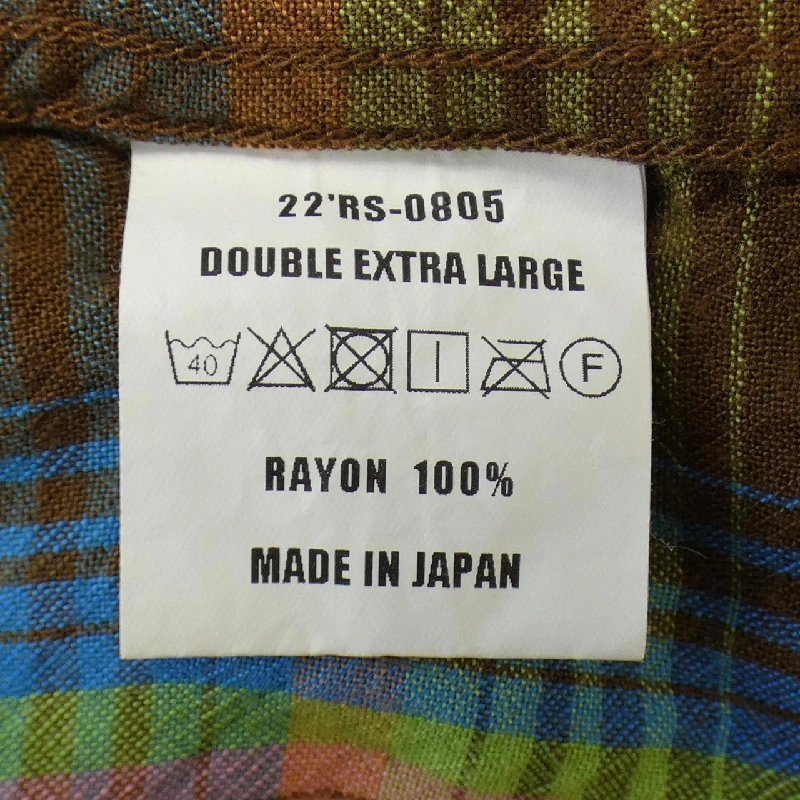 22'RS-0805
DOUBLE EXTRA LARGE
40 F
RAYON 100%
MADE IN JAPAN